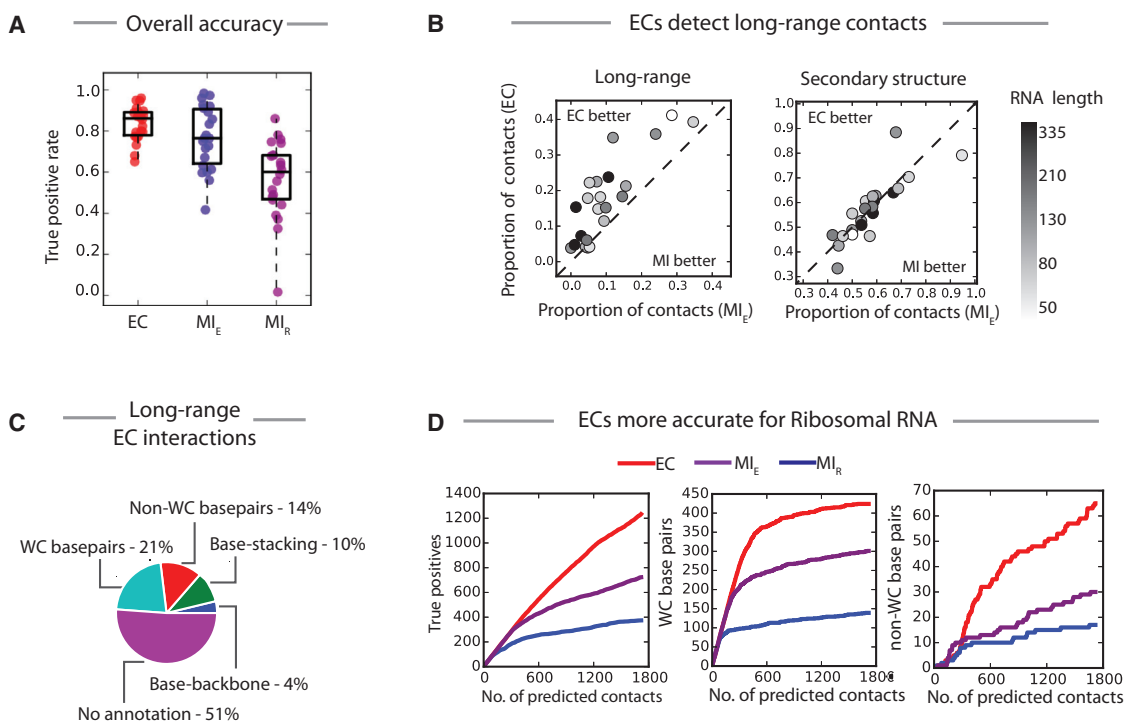 A
Overall accuracy
True positive rate
1.0
0.8
0.6
0.4
0.2
0.0
EC
MI_E
MI_R
B
ECs detect long-range contacts
Long-range
EC better
MI better
Proportion of contacts (EC)
0.4
0.3
0.2
0.1
0.0
0.0 0.1 0.2 0.3 0.4
Proportion of contacts (MI_E)
Secondary structure
EC better
MI better
1.0
0.9
0.8
0.7
0.6
0.5
0.4
0.3
0.3 0.4 0.5 0.6 0.7 0.8 0.9 1.0
Proportion of contacts (MI_E)
RNA length
335
210
130
80
50
C
Long-range
EC interactions
Non-WC basepairs - 14%
WC basepairs - 21%
Base-stacking - 10%
Base-backbone - 4%
No annotation - 51%
D
ECs more accurate for Ribosomal RNA
EC MI_E MI_R
True positives
1400
1200
1000
800
600
400
200
0
0 600 1200 1800
No. of predicted contacts
WC base pairs
450
400
350
300
250
200
150
100
50
0
0 600 1200 1800
No. of predicted contacts
non-WC base pairs
70
60
50
40
30
20
10
0
0 600 1200 1800
No. of predicted contacts